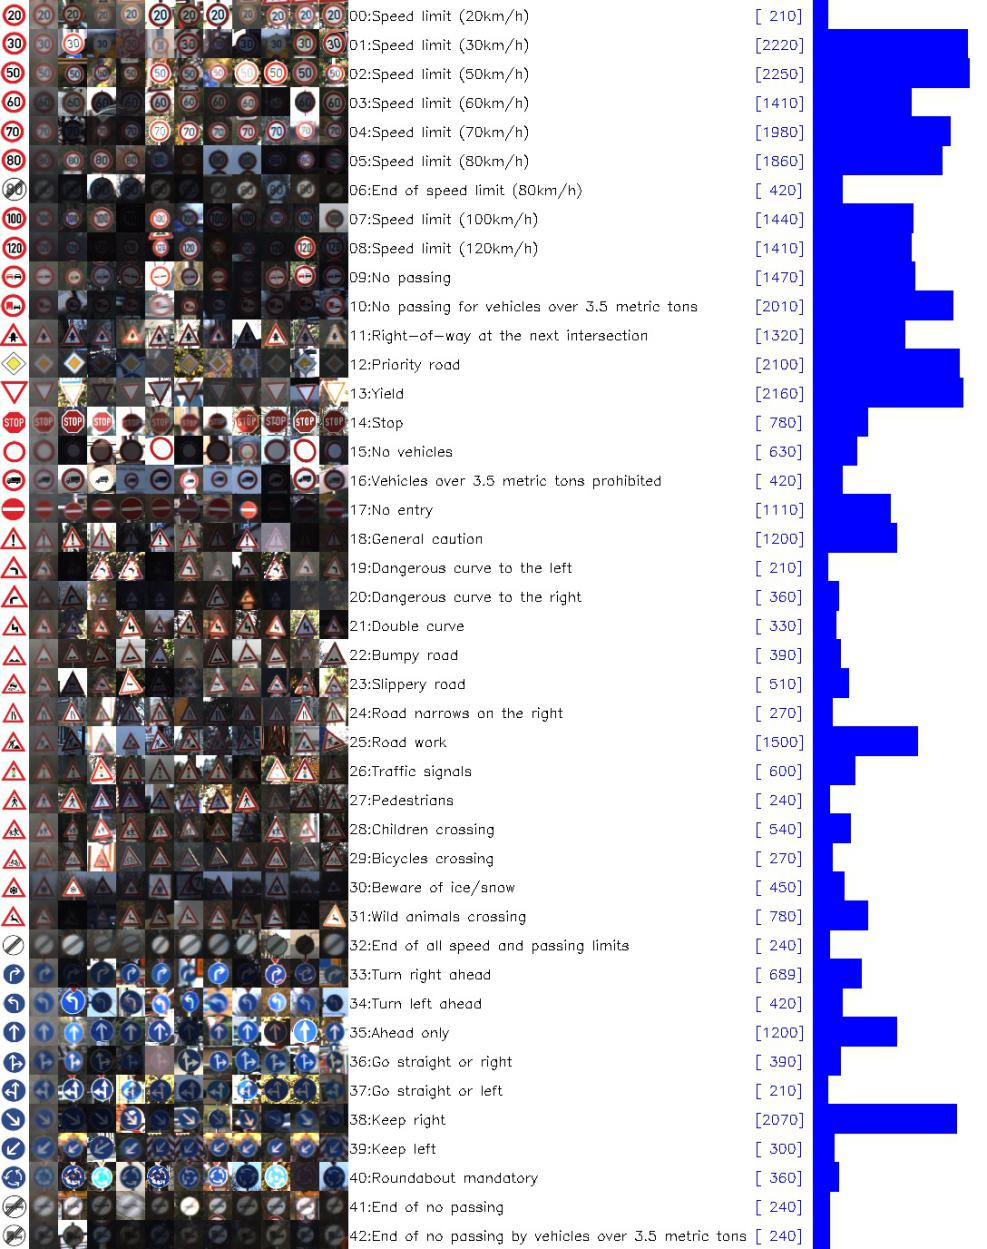 00:Speed limit (20km/h) [ 210]
01:Speed limit (30km/h) [2220]
02:Speed limit (50km/h) [2250]
03:Speed limit (60km/h) [1410]
04:Speed limit (70km/h) [1980]
05:Speed limit (80km/h) [1860]
06:End of speed limit (80km/h) [ 420]
07:Speed limit (100km/h) [1440]
08:Speed limit (120km/h) [1410]
09:No passing [1470]
10:No passing for vehicles over 3.5 metric tons [2010]
11:Right-of-way at the next intersection [1320]
12:Priority road [2100]
13:Yield [2160]
14:Stop [ 780]
15:No vehicles [ 630]
16:Vehicles over 3.5 metric tons prohibited [ 420]
17:No entry [1110]
18:General caution [1200]
19:Dangerous curve to the left [ 210]
20:Dangerous curve to the right [ 360]
21:Double curve [ 330]
22:Bumpy road [ 390]
23:Slippery road [ 510]
24:Road narrows on the right [ 270]
25:Road work [1500]
26:Traffic signals [ 600]
27:Pedestrians [ 240]
28:Children crossing [ 540]
29:Bicycles crossing [ 270]
30:Beware of ice/snow [ 450]
31:Wild animals crossing [ 780]
32:End of all speed and passing limits [ 240]
33:Turn right ahead [ 689]
34:Turn left ahead [ 420]
35:Ahead only [1200]
36:Go straight or right [ 390]
37:Go straight or left [ 210]
38:Keep right [2070]
39:Keep left [ 300]
40:Roundabout mandatory [ 360]
41:End of no passing [ 240]
42:End of no passing by vehicles over 3.5 metric tons [ 240]